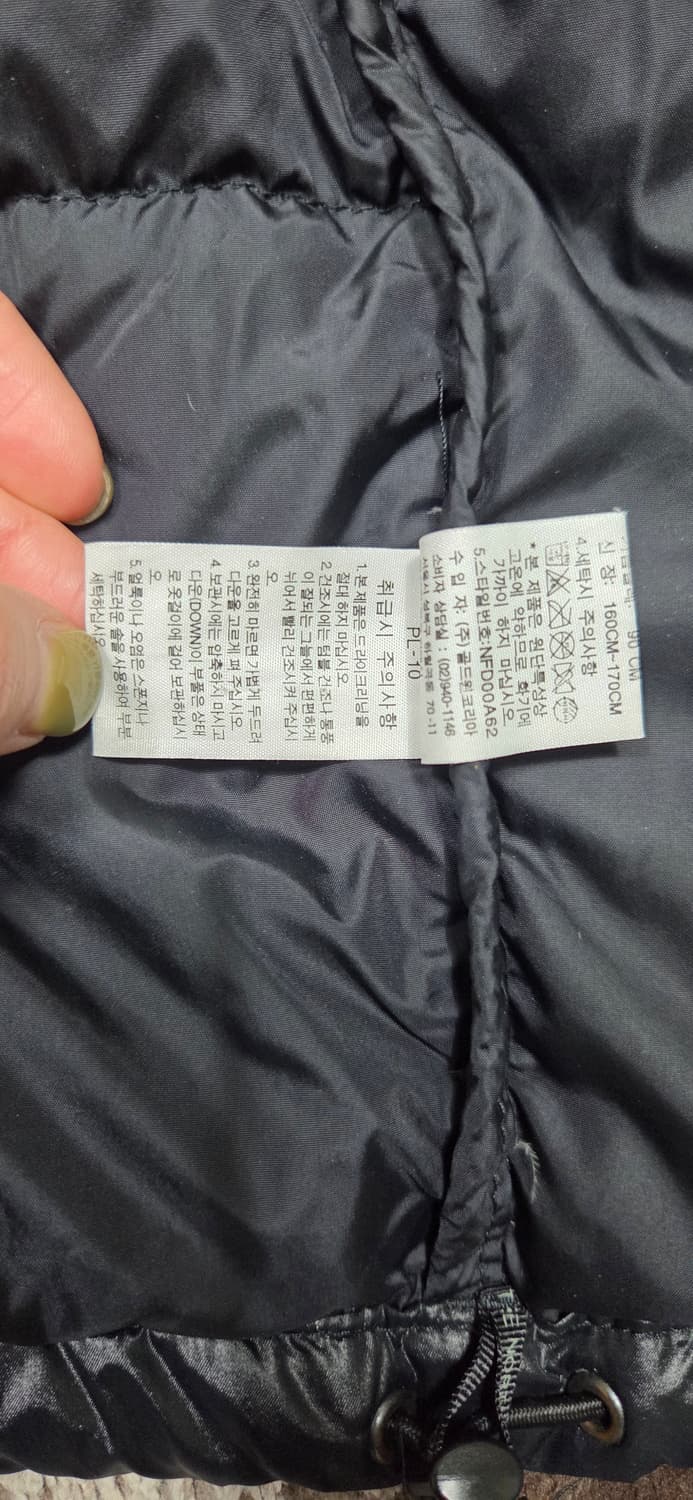 90 CM
신 장: 160CM~170CM
4.세탁시 주의사항
* 본 제품은 원단특성상
고온에 약하므로 화기에
가까이 하지 마십시오
5.스타일번호:NFD00A62
수 입 자 (주)골드윈코리아
소비자 상담실 : (02)940-1146
70 -11
PL-10
취급시 주의사항
1.본 제품은 드라이크리닝을
절대 하지 마십시오.
2.건조시에는 텀블 건조나 통풍
이 잘되는 그늘에서 편평하게
뉘어서 빨리 건조시켜 주십시
오.
3.완전히 마르면 가볍게 두드려
다운을 고르게 펴 주십시오.
4.보관시에는 압축하지 마시고
다운(DOWN)이 부풀은 상태
로 옷걸이에 걸어 보관하십시
오.
5.얼룩이나 오염은 스폰지나
부드러운 솔을 사용하여 부분
세탁하십시오.